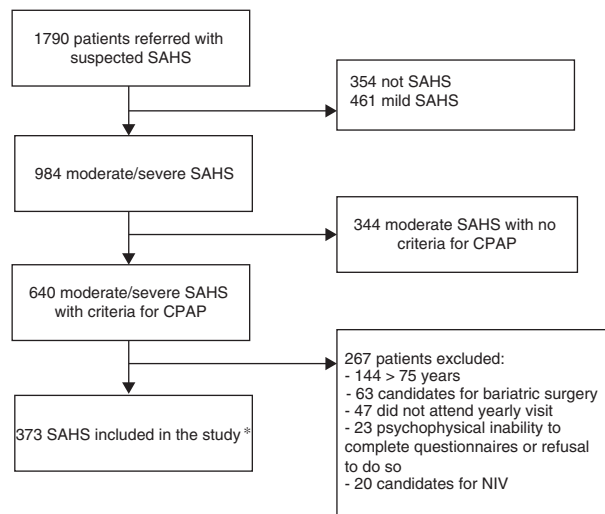 1790 patients referred with
suspected SAHS
354 not SAHS
461 mild SAHS
984 moderate/severe SAHS
344 moderate SAHS with no
criteria for CPAP
640 moderate/severe SAHS
with criteria for CPAP
267 patients excluded:
- 144 > 75 years
- 63 candidates for bariatric surgery
- 47 did not attend yearly visit
- 23 psychophysical inability to
complete questionnaires or refusal
to do so
- 20 candidates for NIV
373 SAHS included in the study*